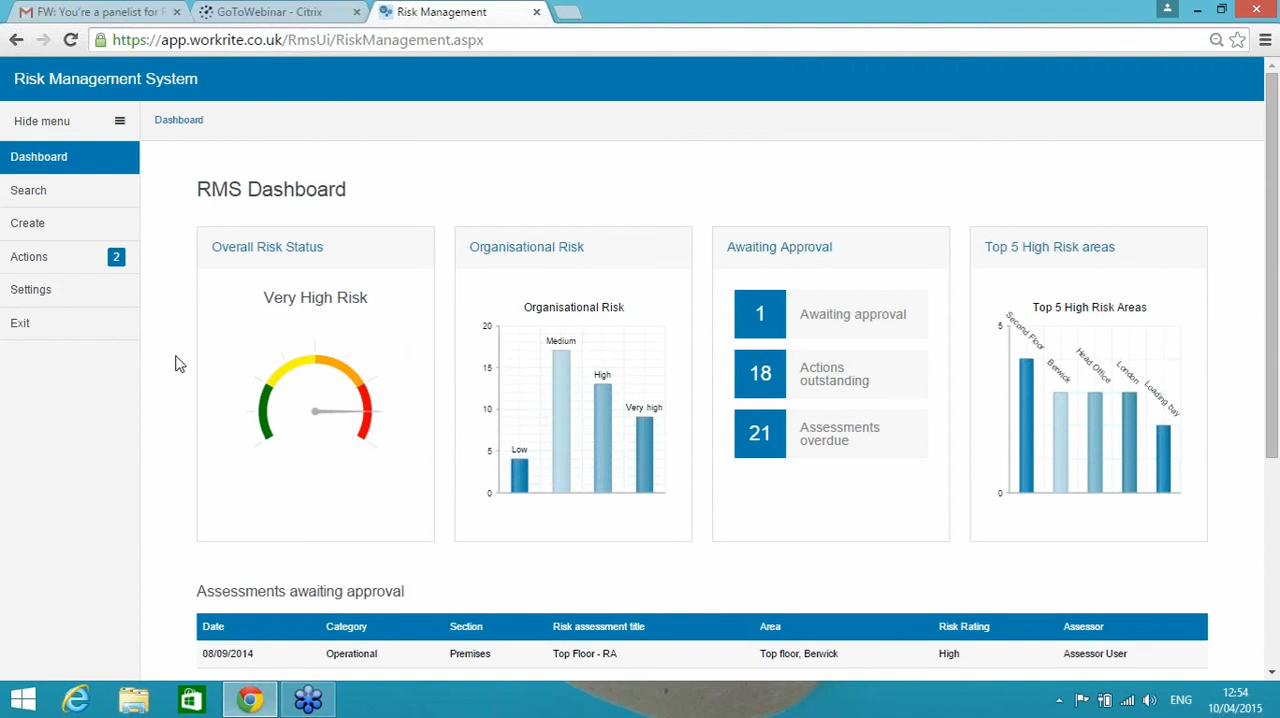 FW: You're a panelist for
GoToWebinar - Citrix
Risk Management
https://app.workrite.co.uk/RmsUi/RiskManagement.aspx
Risk Management System
Hide menu
Dashboard
Dashboard
Search
Create
Actions 2
Settings
Exit
RMS Dashboard
Overall Risk Status
Very High Risk
Organisational Risk
Organisational Risk
20
15
10
5
0
Low
Medium
High
Very high
Awaiting Approval
1 Awaiting approval
18 Actions
outstanding
21 Assessments
overdue
Top 5 High Risk areas
Top 5 High Risk Areas
5
0
Second Floor
Berwick
Head Office
London
Loading bay
Assessments awaiting approval
Date Category Section Risk assessment title Area Risk Rating Assessor
08/09/2014 Operational Premises Top Floor - RA Top floor, Berwick High Assessor User
ENG
12:54
10/04/2015